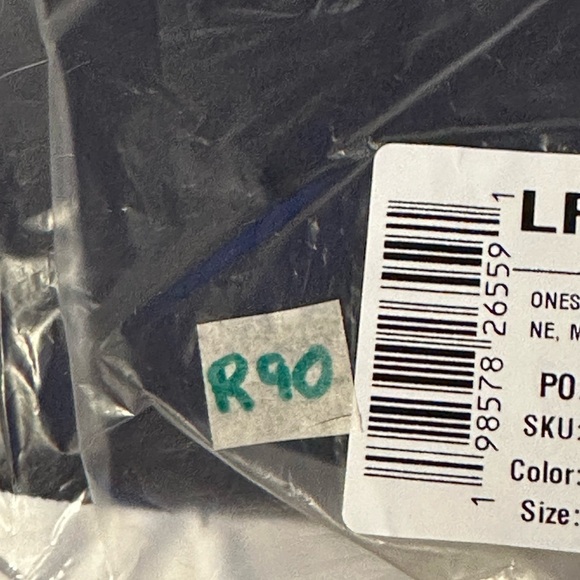 R90
1 98578 26559 1
LF
ONES
NE, M
PO
SKU:
Color:
Size: